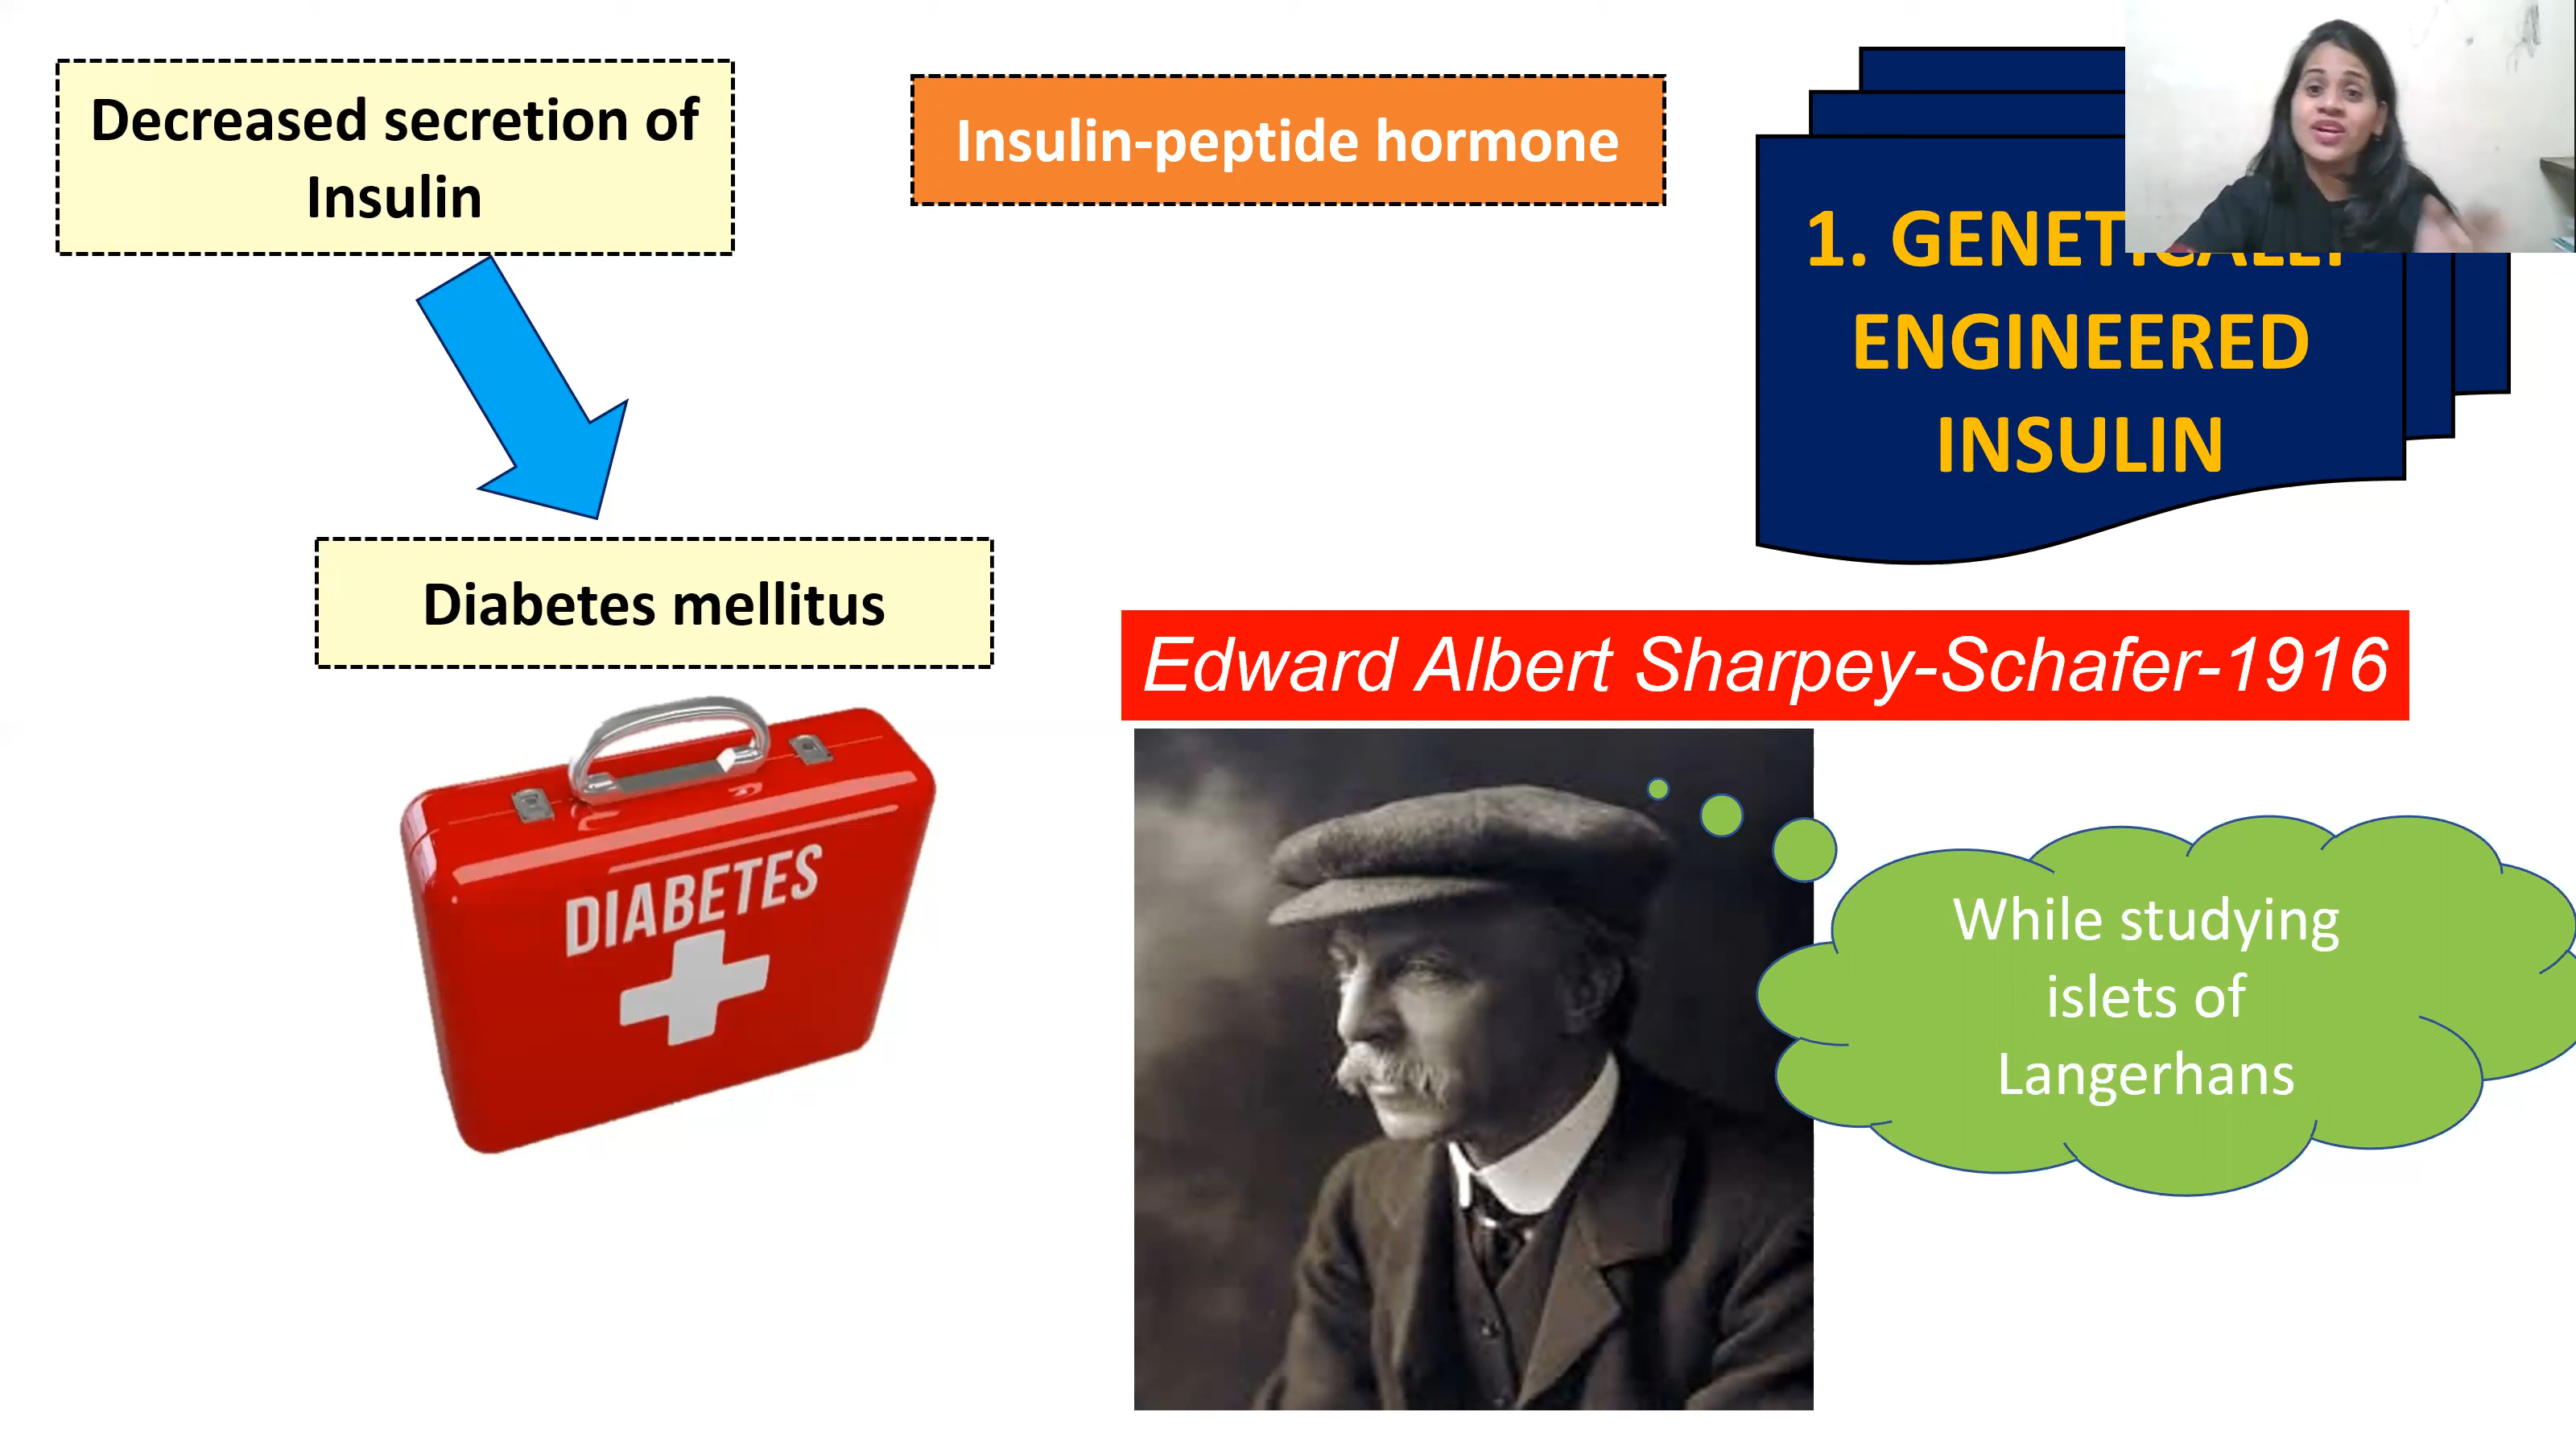 Decreased secretion of
Insulin
Insulin-peptide hormone
1. GENETICALLY
ENGINEERED
INSULIN
Diabetes mellitus
Edward Albert Sharpey-Schafer-1916
DIABETES
While studying
islets of
Langerhans